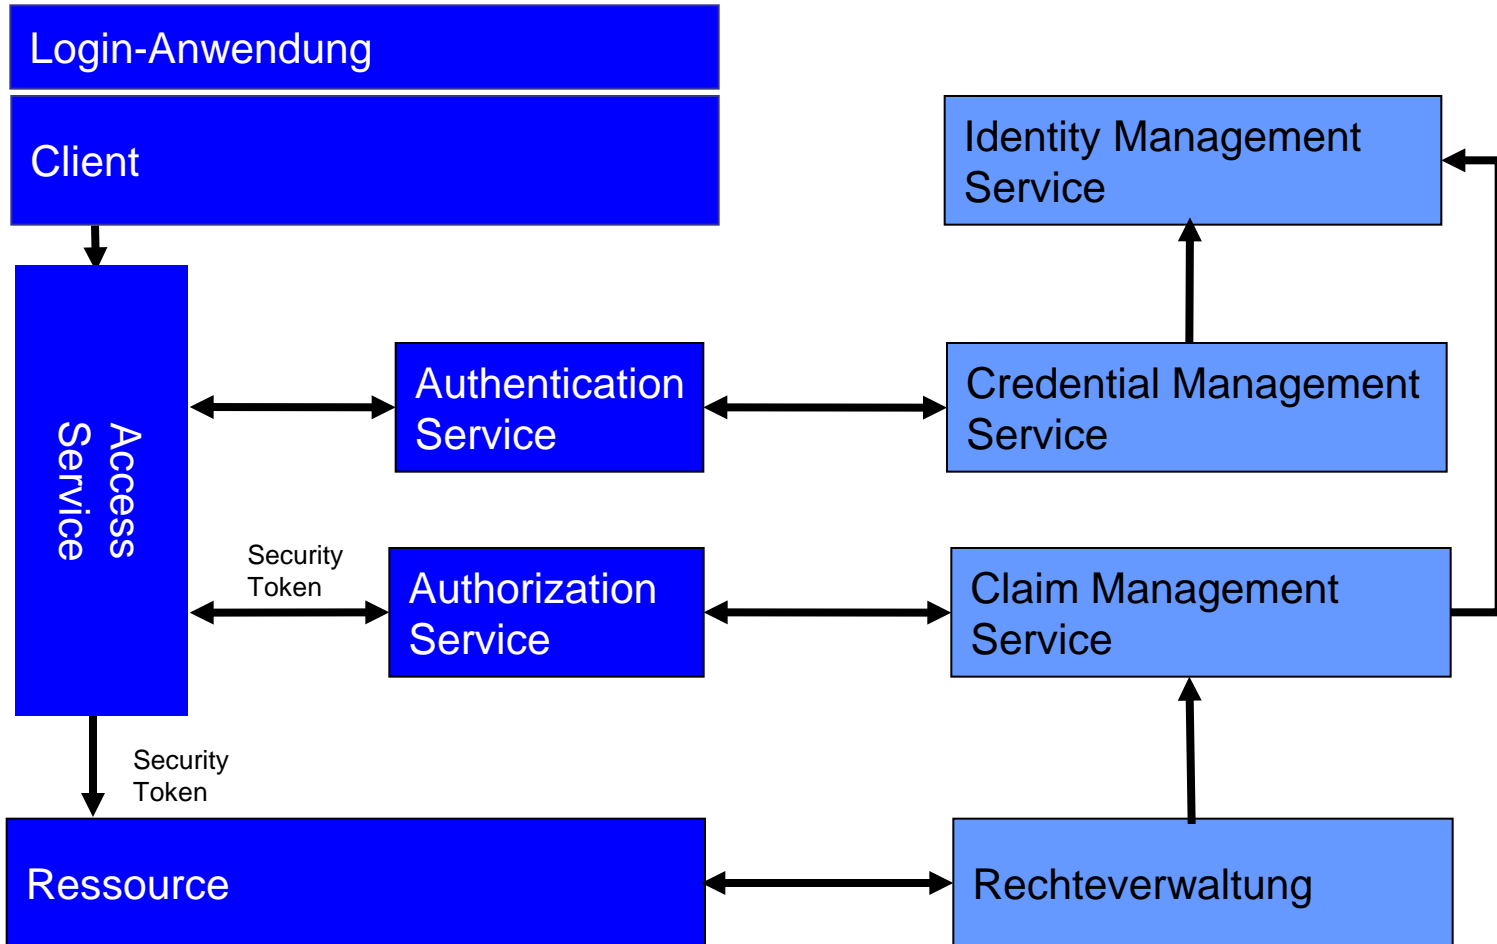 Login-Anwendung
Client
Identity Management
Service
Access
Service
Authentication
Service
Credential Management
Service
Security
Token
Authorization
Service
Claim Management
Service
Security
Token
Ressource
Rechteverwaltung